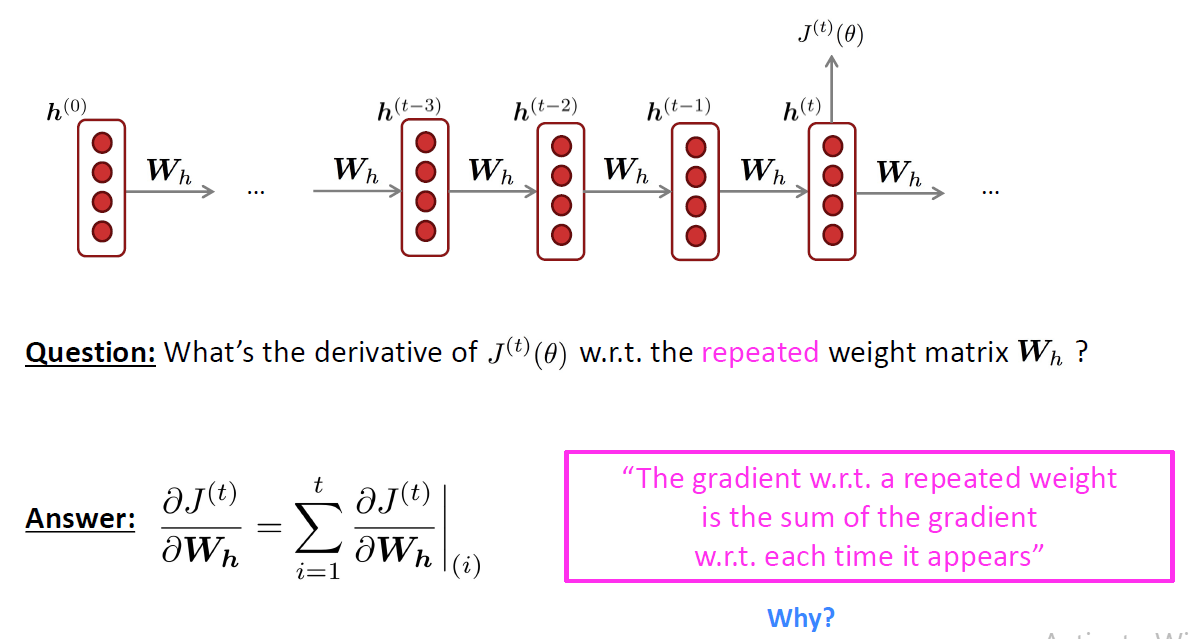 J^(t)(θ)
h^(0) h^(t−3) h^(t−2) h^(t−1) h^(t)
W_h ... W_h W_h W_h W_h W_h ...
Question: What's the derivative of J^(t)(θ) w.r.t. the repeated weight matrix W_h ?
Answer: ∂J^(t)/∂W_h = ∑_{i=1}^{t} ∂J^(t)/∂W_h |_(i)
“The gradient w.r.t. a repeated weight
is the sum of the gradient
w.r.t. each time it appears”
Why?